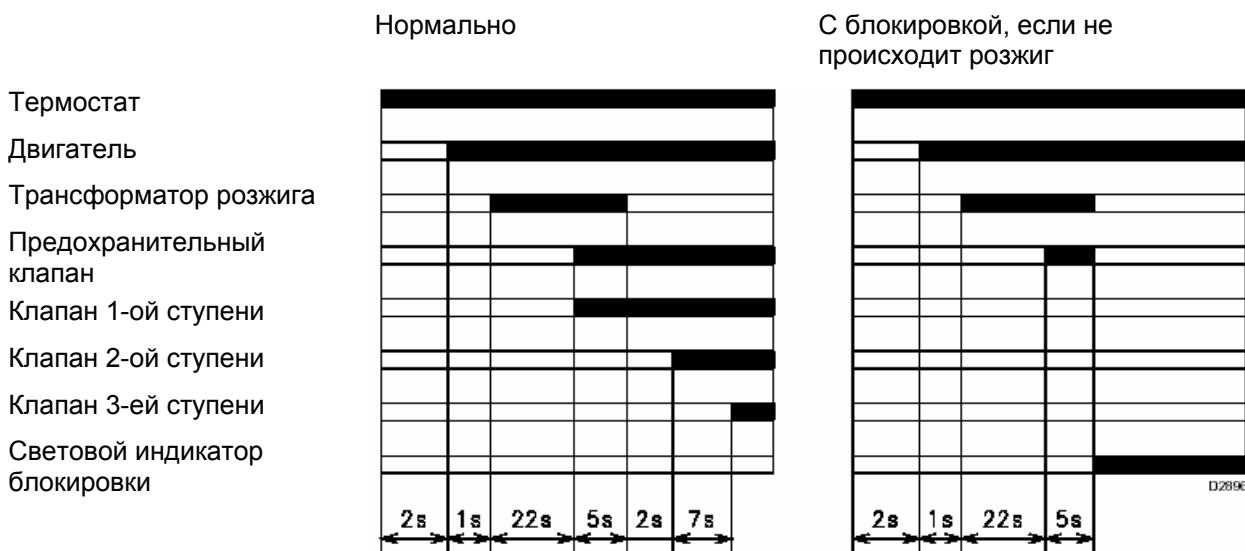 Нормально
С блокировкой, если не
происходит розжиг
Термостат
Двигатель
Трансформатор розжига
Предохранительный
клапан
Клапан 1-ой ступени
Клапан 2-ой ступени
Клапан 3-ей ступени
Световой индикатор
блокировки
D2896
2s 1s 22s 5s 2s 7s
2s 1s 22s 5s